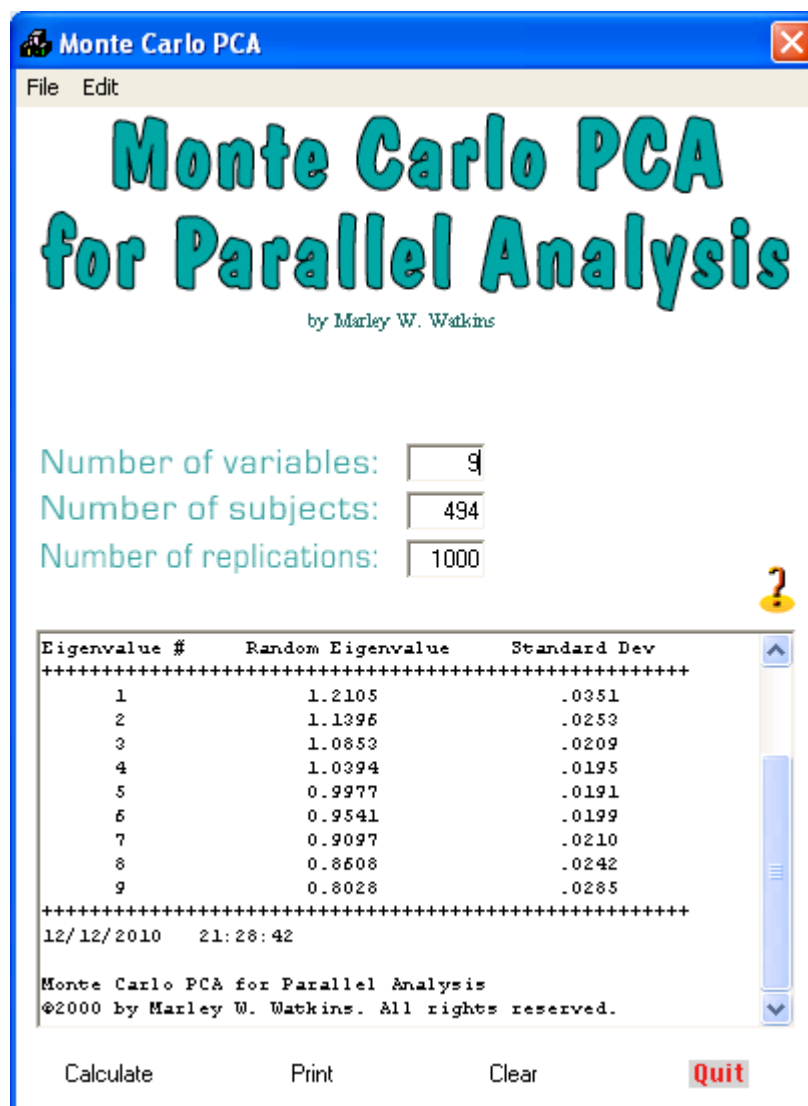 Monte Carlo PCA
File Edit
Monte Carlo PCA
for Parallel Analysis
by Marley W. Watkins
Number of variables: 9
Number of subjects: 494
Number of replications: 1000
?
Eigenvalue # Random Eigenvalue Standard Dev
++++++++++++++++++++++++++++++++++++++++++++++++++++
1 1.2105 .0351
2 1.1396 .0253
3 1.0853 .0209
4 1.0394 .0195
5 0.9977 .0191
6 0.9541 .0199
7 0.9097 .0210
8 0.8608 .0242
9 0.8028 .0285
++++++++++++++++++++++++++++++++++++++++++++++++++++
12/12/2010 21:28:42
Monte Carlo PCA for Parallel Analysis
©2000 by Marley W. Watkins. All rights reserved.
Calculate Print Clear Quit